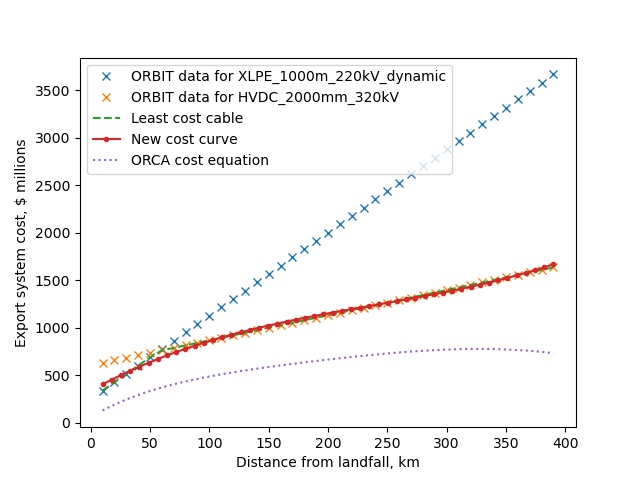 ORBIT data for XLPE_1000m_220kV_dynamic
ORBIT data for HVDC_2000mm_320kV
Least cost cable
New cost curve
ORCA cost equation
Export system cost, $ millions
3500
3000
2500
2000
1500
1000
500
0
0 50 100 150 200 250 300 350 400
Distance from landfall, km